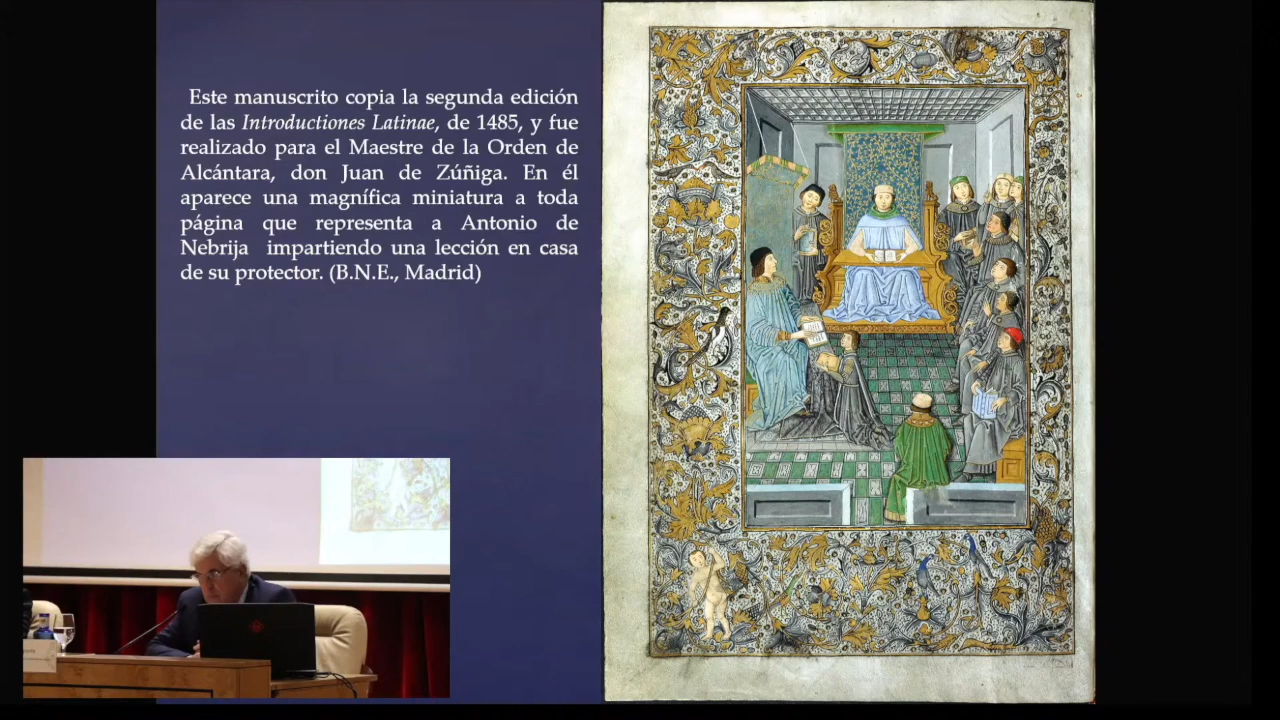 Este manuscrito copia la segunda edición
de las Introductiones Latinae, de 1485, y fue
realizado para el Maestre de la Orden de
Alcántara, don Juan de Zúñiga. En él
aparece una magnífica miniatura a toda
página que representa a Antonio de
Nebrija impartiendo una lección en casa
de su protector. (B.N.E., Madrid)